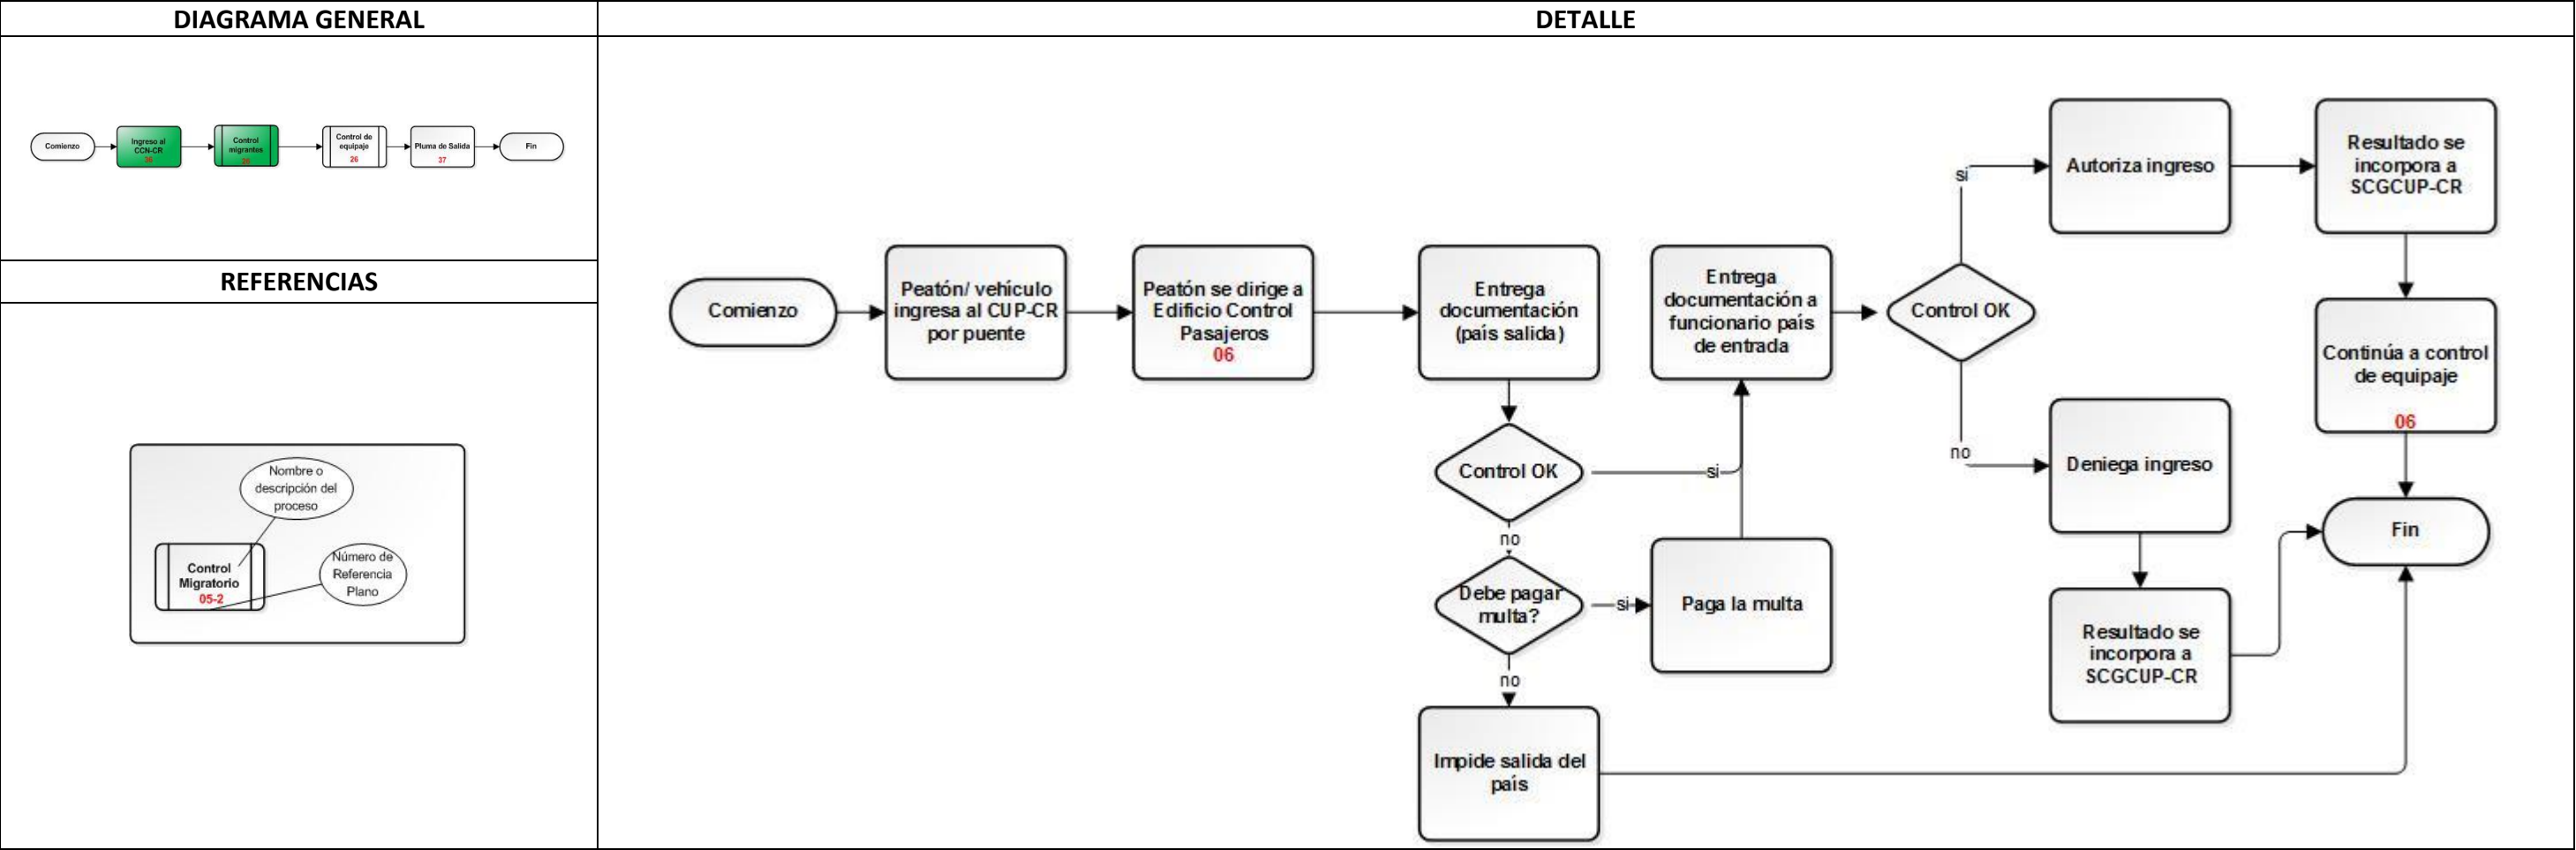 DIAGRAMA GENERAL
Comienzo
Ingreso al
CCN-CR
36
Control
migrantes
Control de
equipaje
26
Pluma de Salida
37
Fin
REFERENCIAS
Nombre o
descripción del
proceso
Control
Migratorio
05-2
Número de
Referencia
Plano
DETALLE
Comienzo
Peatón/ vehículo
ingresa al CUP-CR
por puente
Peatón se dirige a
Edificio Control
Pasajeros
06
Entrega
documentación
(país salida)
Control OK
si
no
Debe pagar
multa?
si
Paga la multa
no
Impide salida del
país
Entrega
documentación a
funcionario país
de entrada
Control OK
si
Autoriza ingreso
Resultado se
incorpora a
SCGCUP-CR
Continúa a control
de equipaje
06
no
Deniega ingreso
Resultado se
incorpora a
SCGCUP-CR
Fin